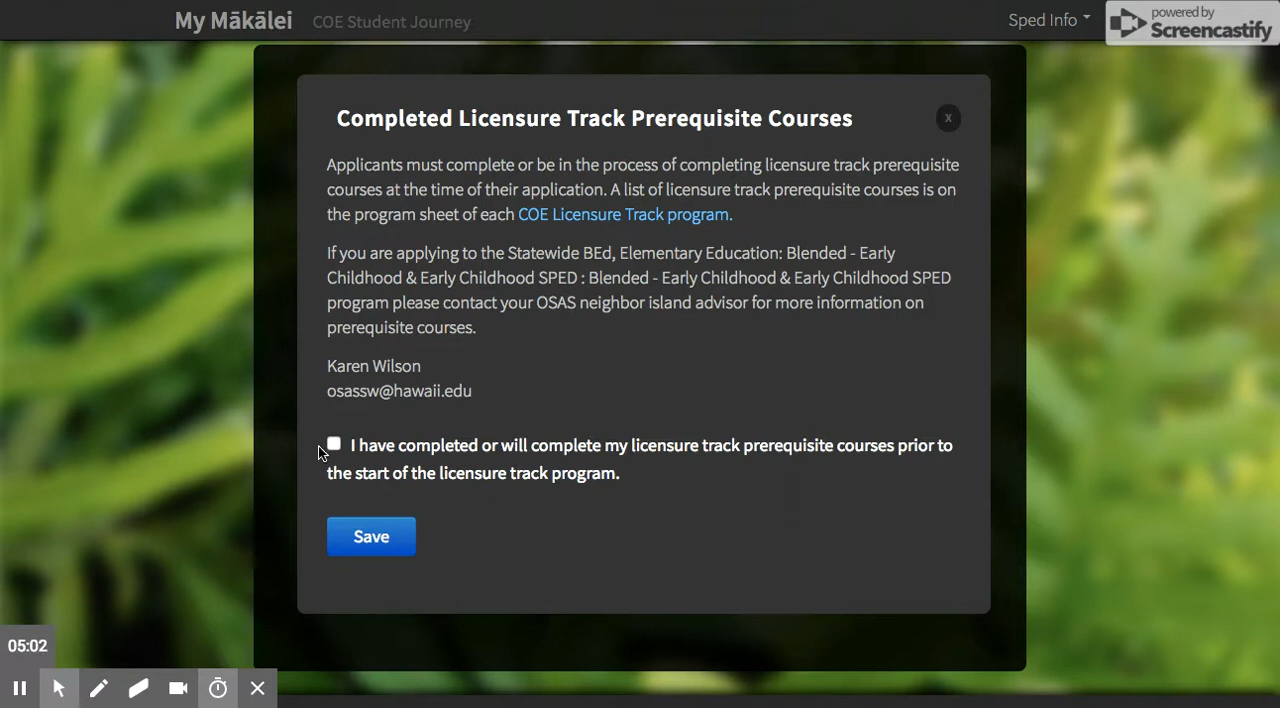 My Mākālei COE Student Journey Sped Info
powered by
Screencastify
Completed Licensure Track Prerequisite Courses
x
Applicants must complete or be in the process of completing licensure track prerequisite
courses at the time of their application. A list of licensure track prerequisite courses is on
the program sheet of each COE Licensure Track program.
If you are applying to the Statewide BEd, Elementary Education: Blended - Early
Childhood & Early Childhood SPED : Blended - Early Childhood & Early Childhood SPED
program please contact your OSAS neighbor island advisor for more information on
prerequisite courses.
Karen Wilson
osassw@hawaii.edu
I have completed or will complete my licensure track prerequisite courses prior to
the start of the licensure track program.
Save
05:02